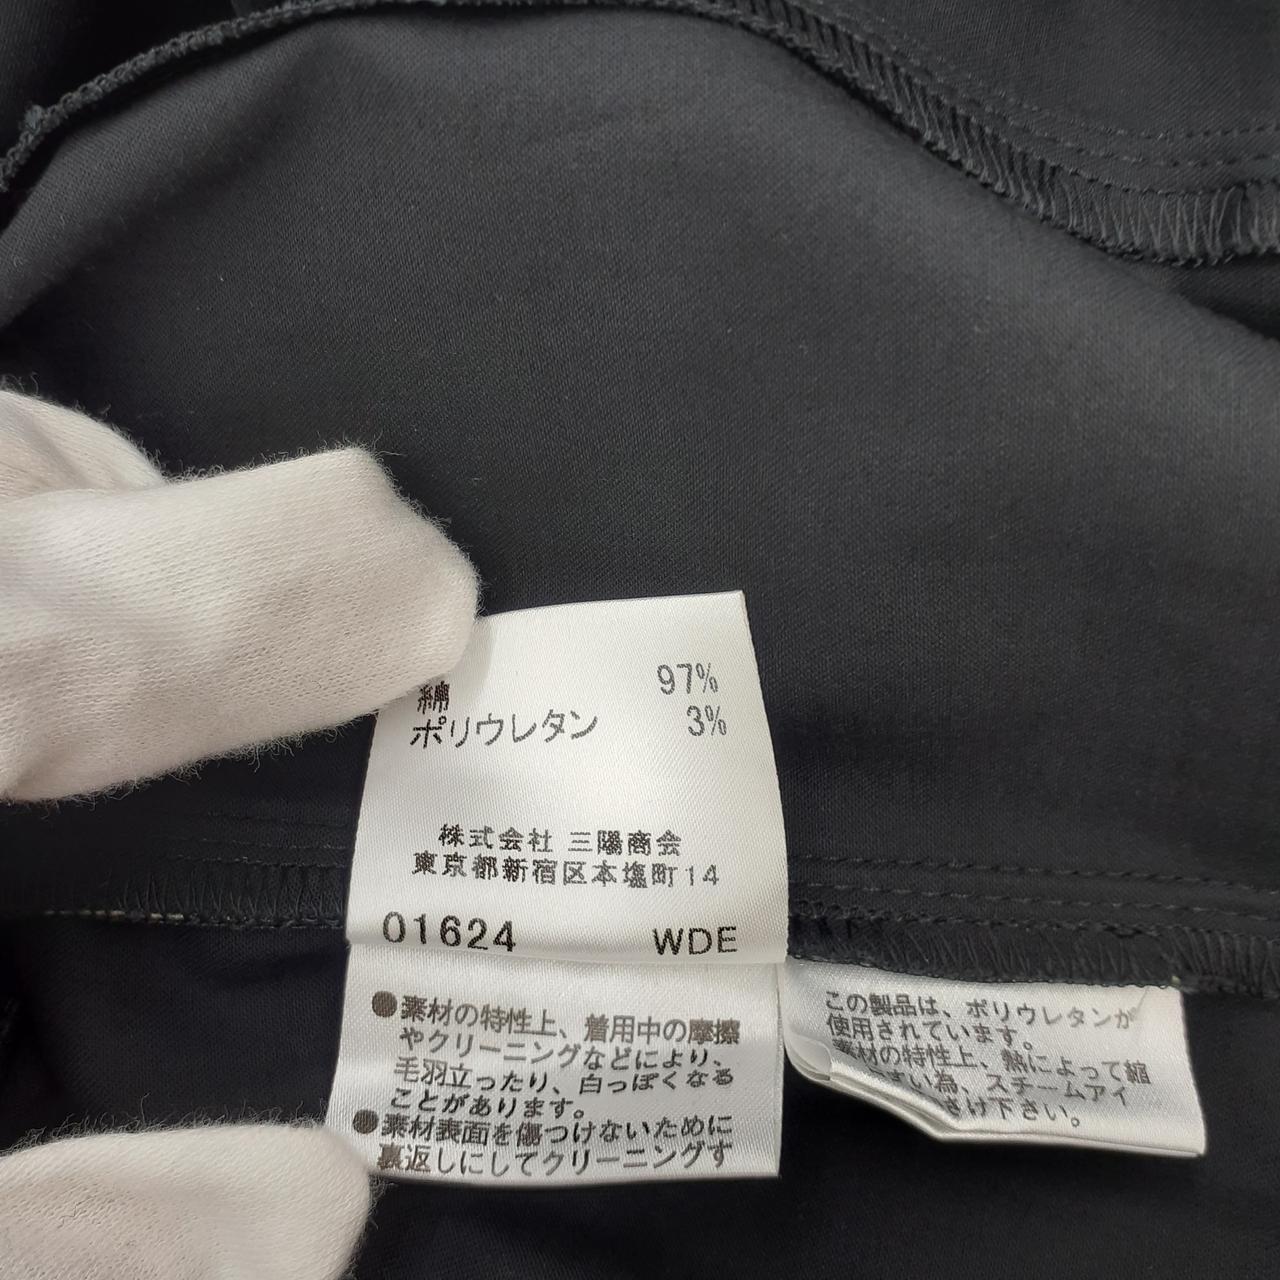 綿 97%
ポリウレタン 3%
株式会社 三陽商会
東京都新宿区本塩町14
01624 WDE
●素材の特性上、着用中の摩擦
やクリーニングなどにより、
毛羽立ったり、白っぽくなる
ことがあります。
●素材表面を傷つけないために
裏返しにしてクリーニングす
この製品は、ポリウレタンが
使用されています。
素材の特性上、熱によって縮
すい為、スチームアイ
さけ下さい。